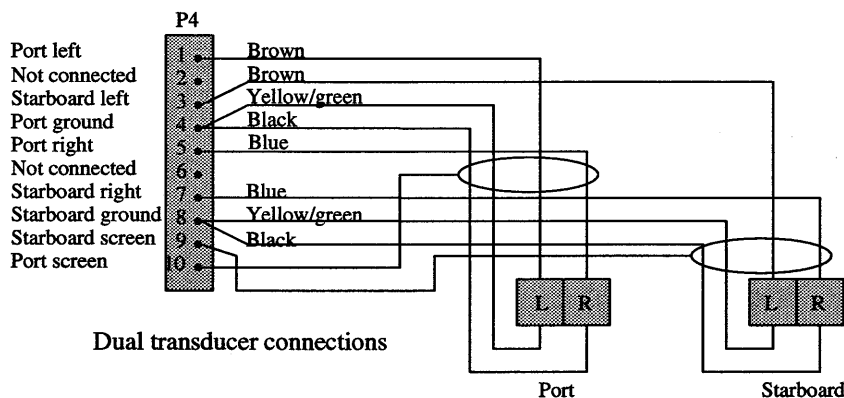 P4
Port left 1 Brown
Not connected 2 Brown
Starboard left 3 Yellow/green
Port ground 4 Black
Port right 5 Blue
Not connected 6
Starboard right 7 Blue
Starboard ground 8 Yellow/green
Starboard screen 9 Black
Port screen 10
L R L R
Dual transducer connections
Port Starboard